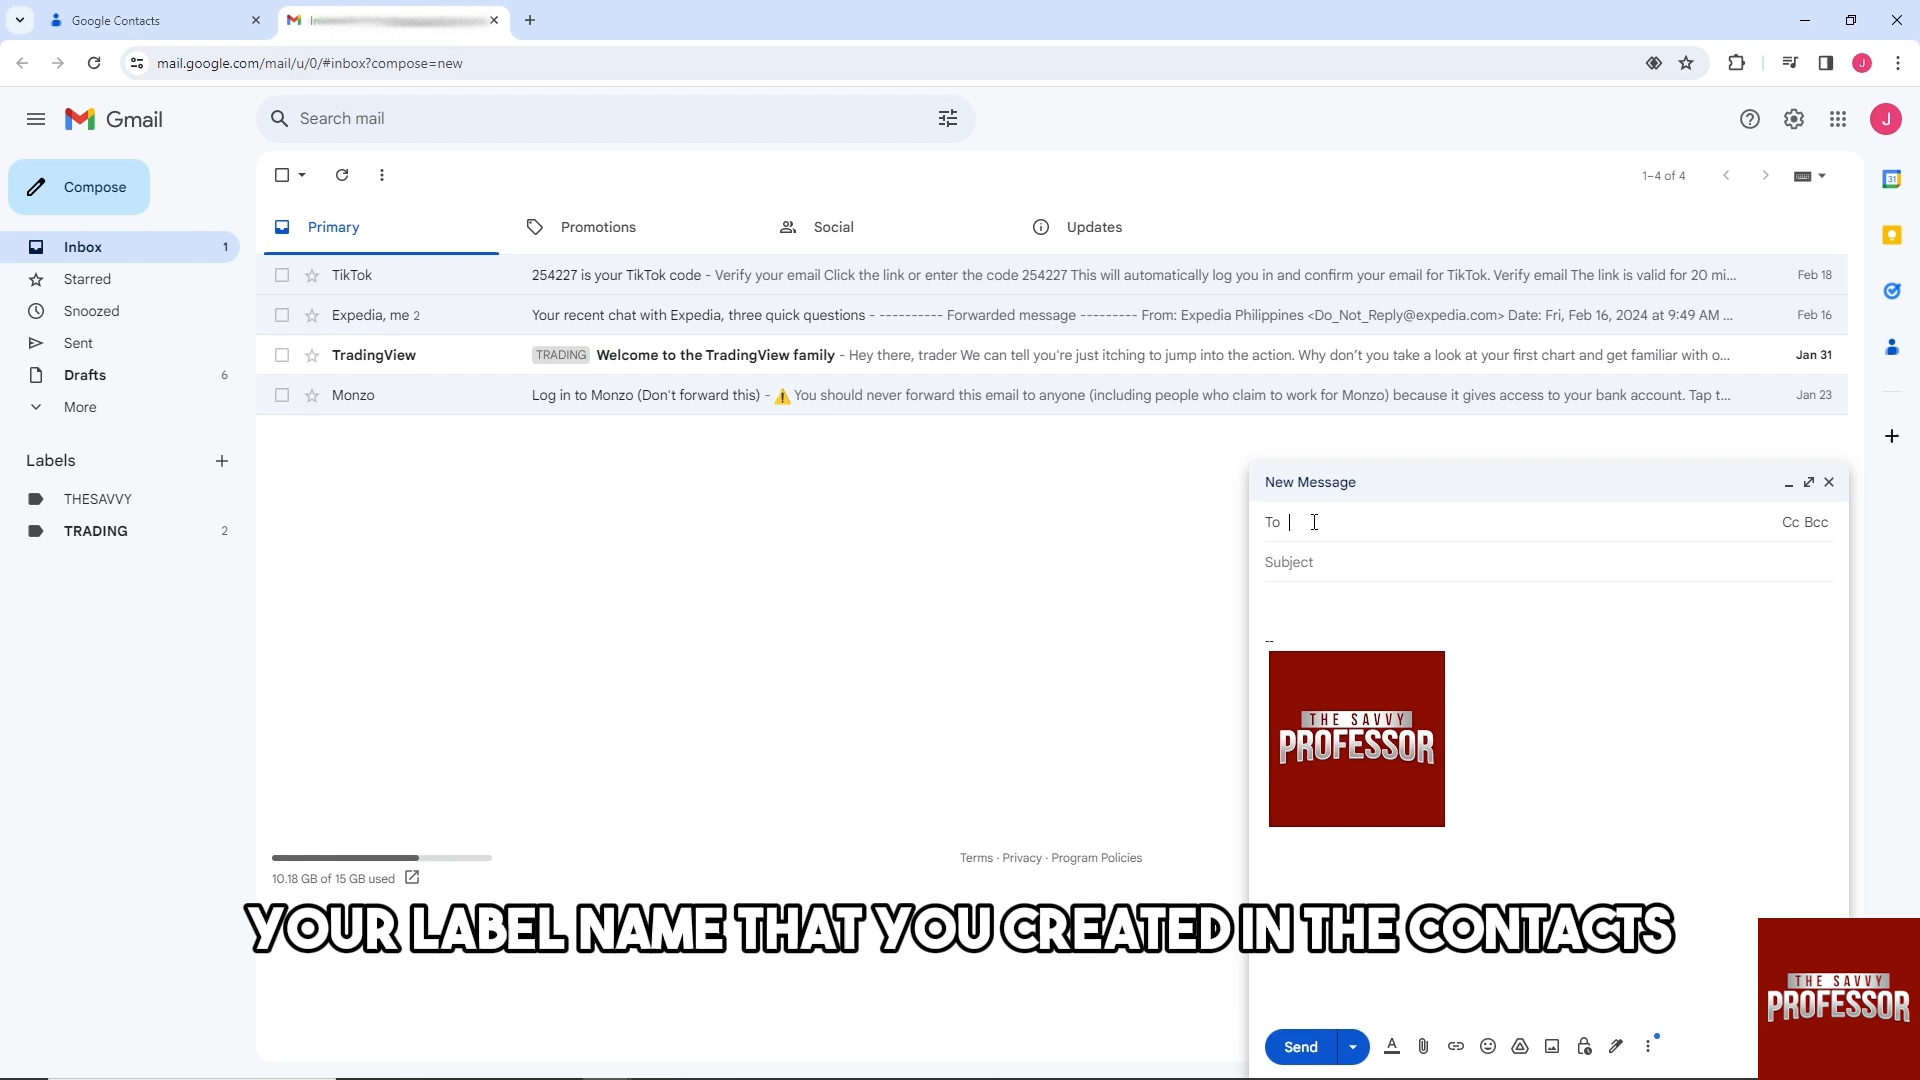 Google Contacts
mail.google.com/mail/u/0/#inbox?compose=new
J
Gmail
Search mail
J
Compose
1–4 of 4
31
Inbox 1
Starred
Snoozed
Sent
Drafts 6
More
Labels
THESAVVY
TRADING 2
Primary
Promotions
Social
Updates
TikTok 254227 is your TikTok code - Verify your email Click the link or enter the code 254227 This will automatically log you in and confirm your email for TikTok. Verify email The link is valid for 20 mi... Feb 18
Expedia, me 2 Your recent chat with Expedia, three quick questions - ---------- Forwarded message --------- From: Expedia Philippines <Do_Not_Reply@expedia.com> Date: Fri, Feb 16, 2024 at 9:49 AM ... Feb 16
TradingView TRADING Welcome to the TradingView family - Hey there, trader We can tell you're just itching to jump into the action. Why don't you take a look at your first chart and get familiar with o... Jan 31
Monzo Log in to Monzo (Don't forward this) - ⚠️ You should never forward this email to anyone (including people who claim to work for Monzo) because it gives access to your bank account. Tap t... Jan 23
New Message
To Cc Bcc
Subject
--
THE SAVVY
PROFESSOR
10.18 GB of 15 GB used
Terms · Privacy · Program Policies
YOUR LABEL NAME THAT YOU CREATED IN THE CONTACTS
Send
THE SAVVY
PROFESSOR